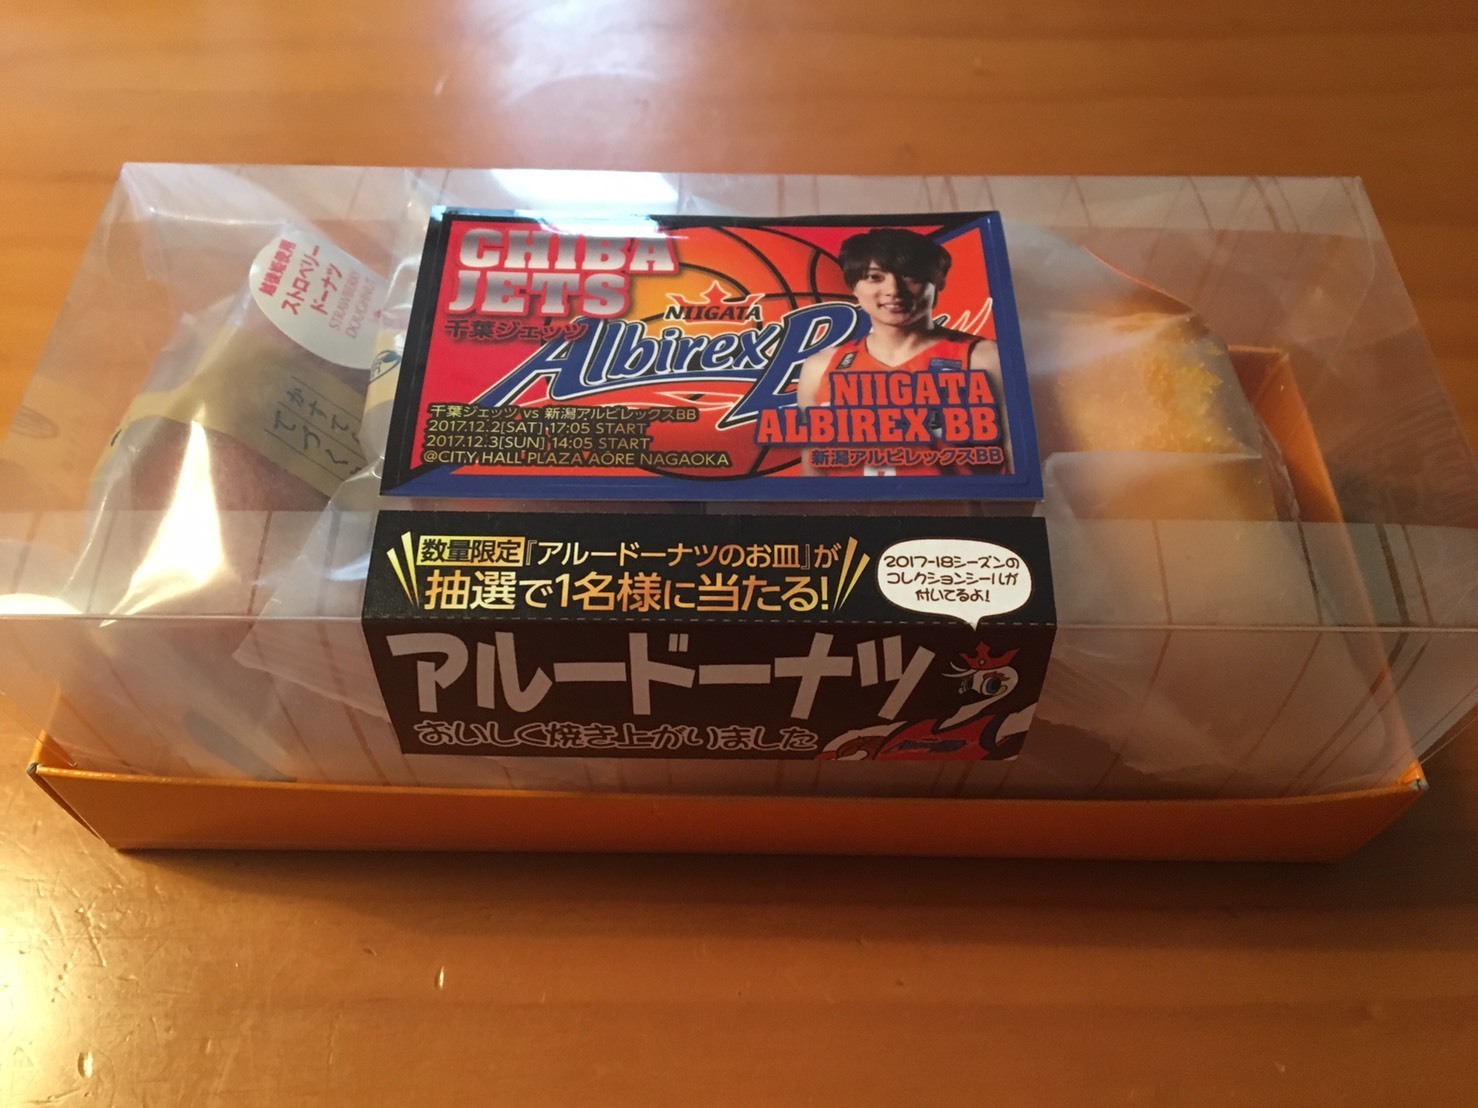 越後姫使用
ストロベリー
ドーナツ
STRAWBERRY
DOUGHNUT
CHIBA
JETS
千葉ジェッツ
NIIGATA
Albirex B
千葉ジェッツ vs 新潟アルビレックスBB
2017.12.2[SAT] 17:05 START
2017.12.3[SUN] 14:05 START
@CITY HALL PLAZA AORE NAGAOKA
NIIGATA
ALBIREX BB
新潟アルビレックスBB
数量限定『アルードーナツのお皿』が
抽選で1名様に当たる!
2017-18シーズンの
コレクションシールが
付いてるよ!
アルードーナツ
おいしく焼き上がりました